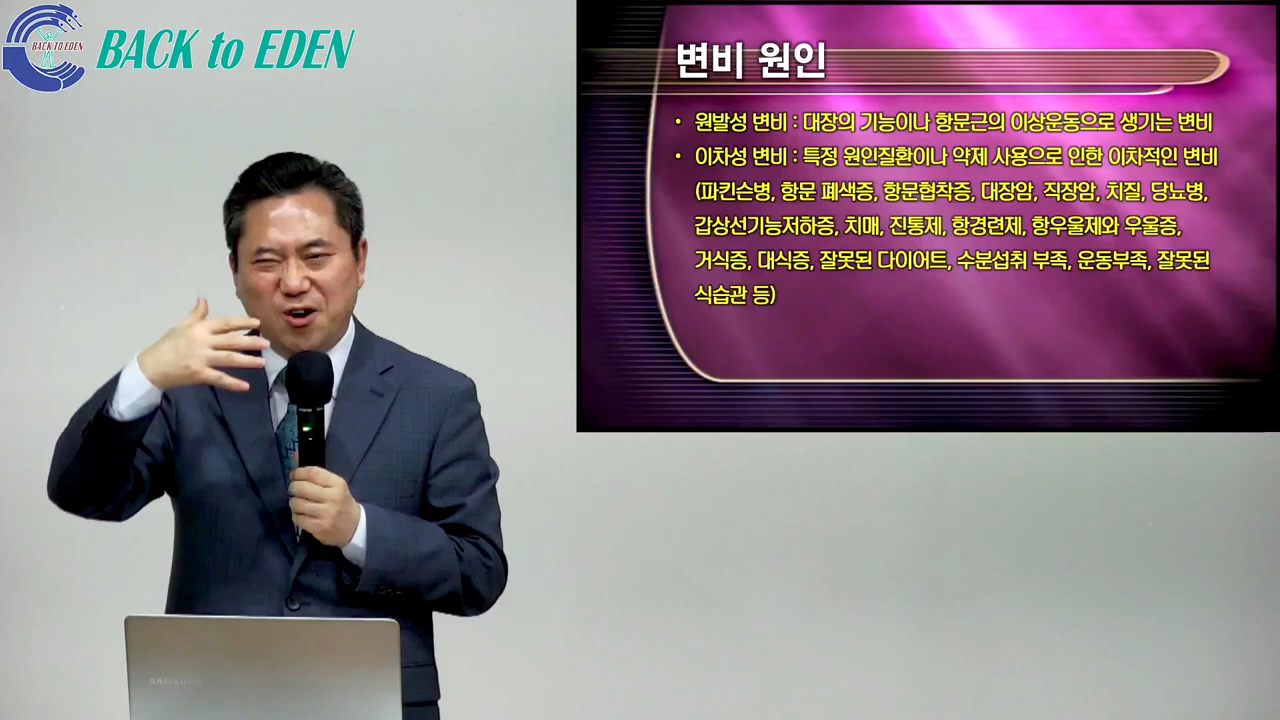 BACK TO EDEN
BACK to EDEN
변비 원인
• 원발성 변비 : 대장의 기능이나 항문근의 이상운동으로 생기는 변비
• 이차성 변비 : 특정 원인질환이나 약제 사용으로 인한 이차적인 변비
(파킨슨병, 항문 폐색증, 항문협착증, 대장암, 직장암, 치질, 당뇨병,
갑상선기능저하증, 치매, 진통제, 항경련제, 항우울제와 우울증,
거식증, 대식증, 잘못된 다이어트, 수분섭취 부족, 운동부족, 잘못된
식습관 등)
SAMSUNG